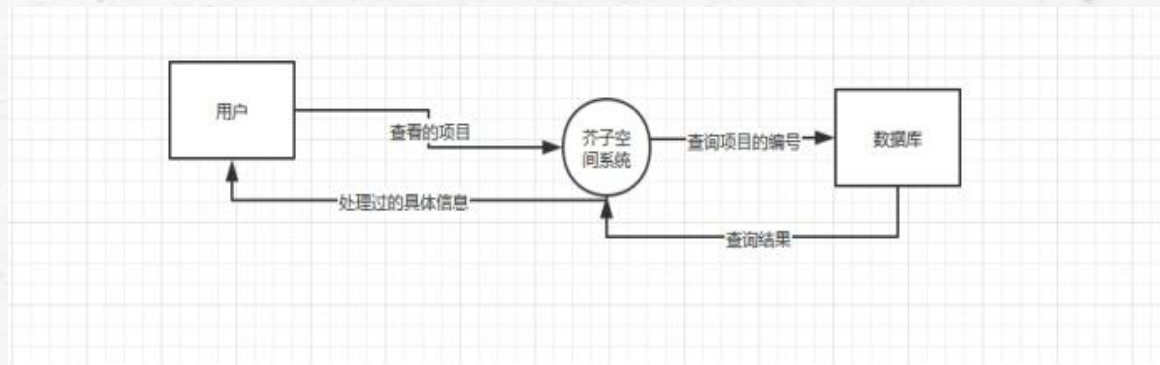 用户
查看的项目
芥子空
间系统
查询项目的编号
数据库
处理过的具体信息
查询结果